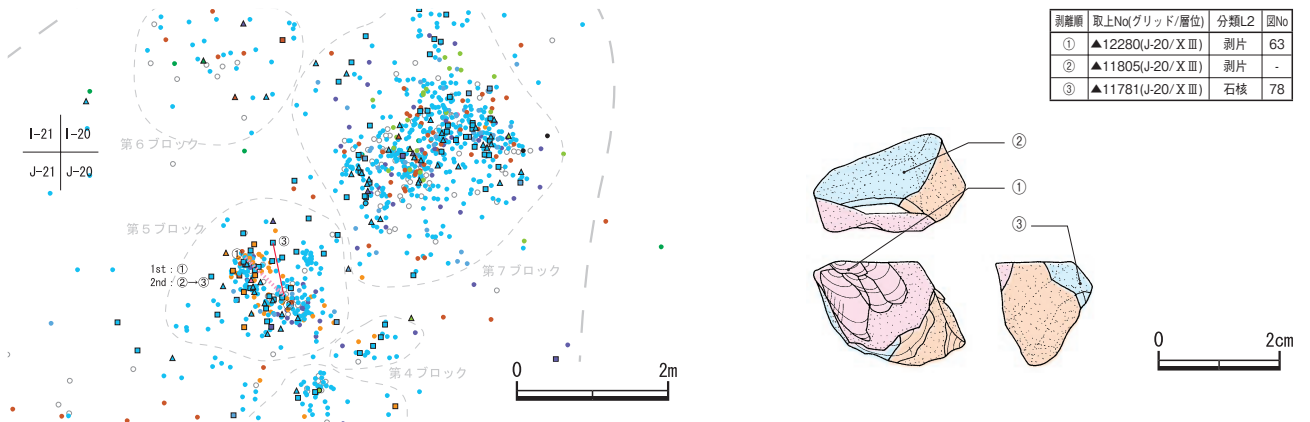 第6ブロック
I-21 I-20
J-21 J-20
第5ブロック
① ③
1st : ①
2nd : ②→③
第7ブロック
第4ブロック
0 2m
剥離順 取上No(グリッド/層位) 分類L2 図No
① ▲12280(J-20/ⅩⅢ) 剥片 63
② ▲11805(J-20/ⅩⅢ) 剥片 -
③ ▲11781(J-20/ⅩⅢ) 石核 78
②
①
③
0 2cm